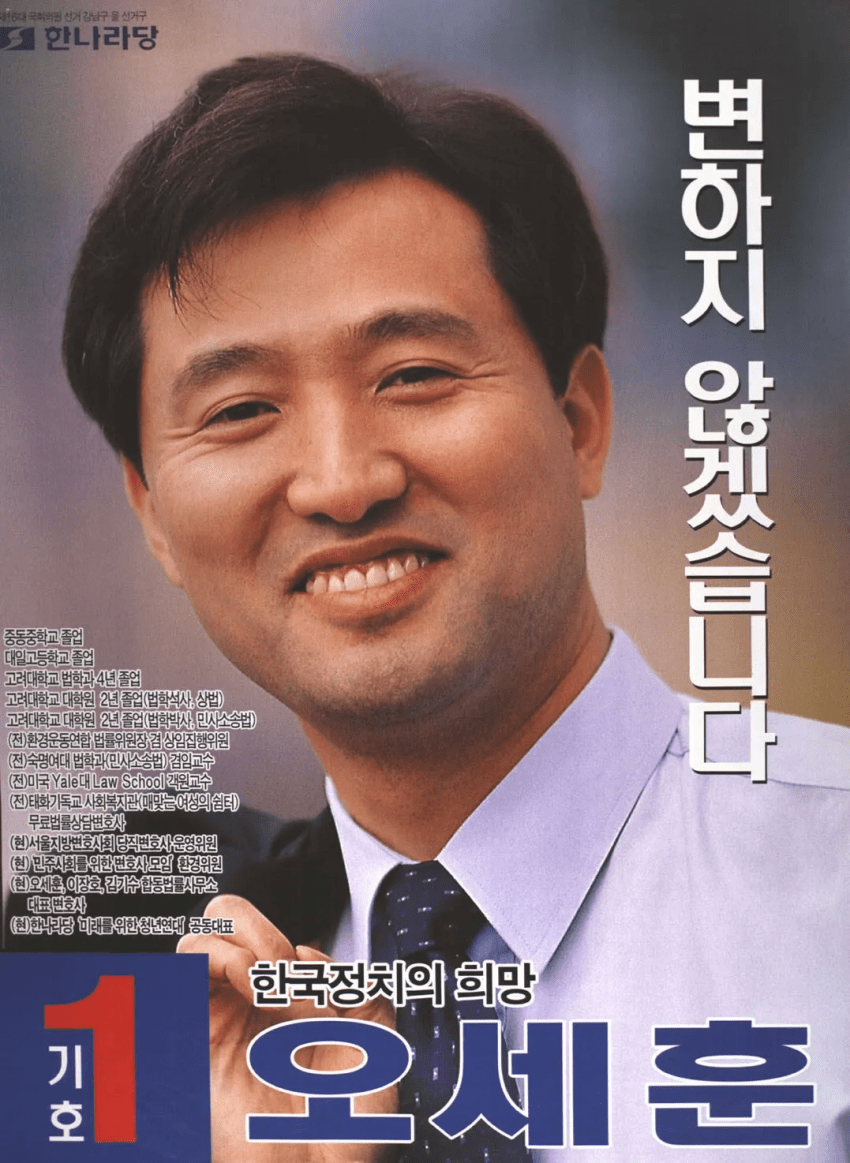 제16대 국회의원 선거 강남구 을 선거구
한나라당
변하지 않겠습니다
중동중학교 졸업
대일고등학교 졸업
고려대학교 법학과 4년 졸업
고려대학교 대학원 2년 졸업(법학석사, 상법)
고려대학교 대학원 2년 졸업(법학박사, 민사소송법)
(전)환경운동연합 법률위원장 겸 상임집행위원
(전)숙명여대 법학과(민사소송법) 겸임교수
(전)미국 Yale대 Law School 객원교수
(전)태화기독교 사회복지관(매맞는 여성의 쉼터)
무료법률상담변호사
(현)서울지방변호사회 당직변호사 운영위원
(현) '민주사회를 위한 변호사 모임' 환경위원
(현)오세훈, 이장호, 김기수 합동법률사무소
대표 변호사
(현)한나라당 '미래를 위한 청년연대' 공동대표
기호 1
한국정치의 희망
오세훈